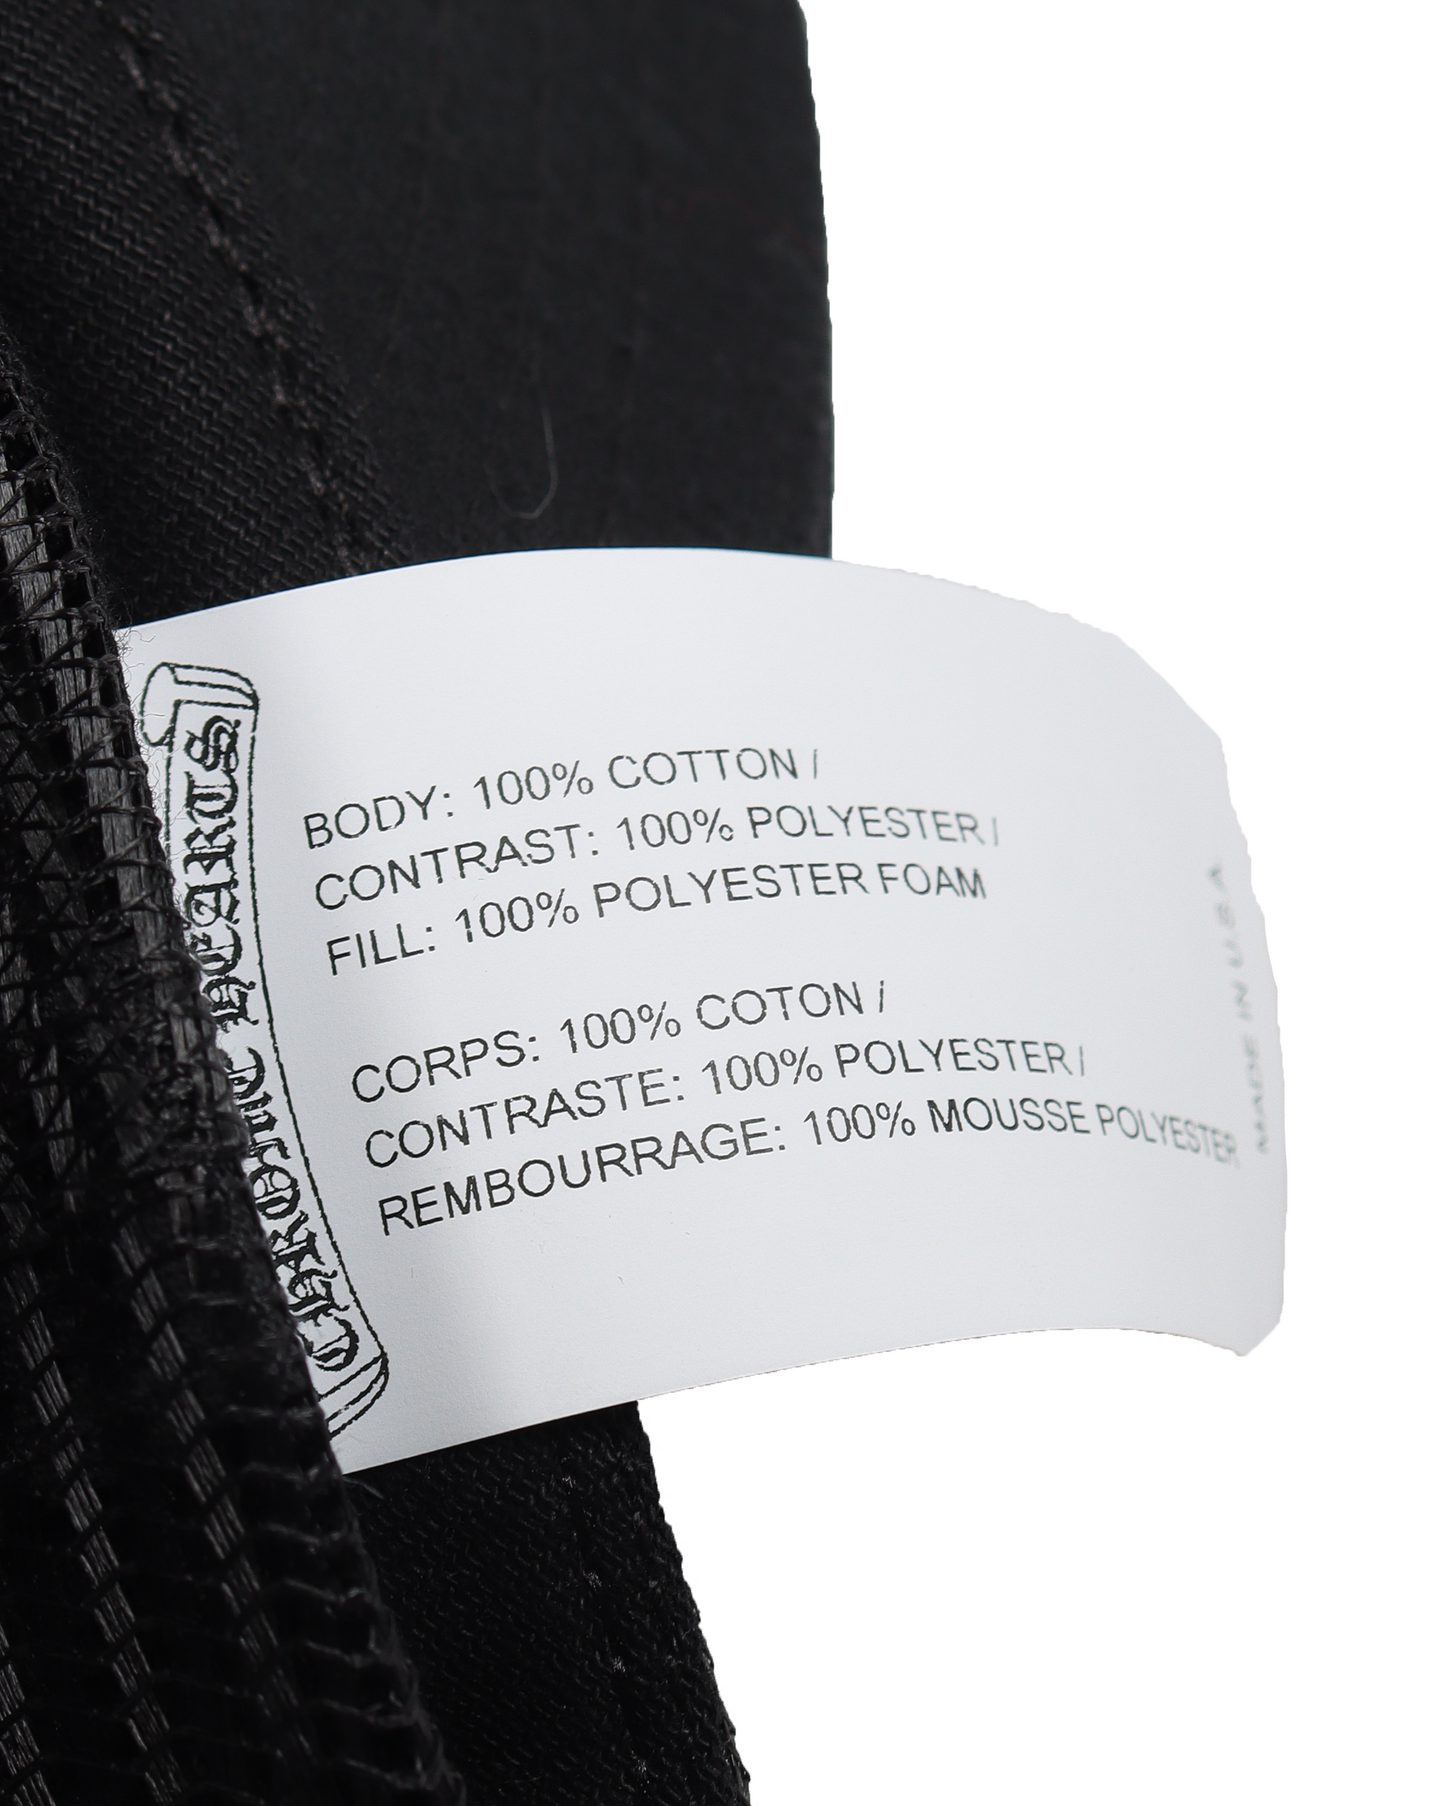 CHROME HEARTS
BODY: 100% COTTON /
CONTRAST: 100% POLYESTER /
FILL: 100% POLYESTER FOAM
CORPS: 100% COTON /
CONTRASTE: 100% POLYESTER /
REMBOURRAGE: 100% MOUSSE POLYESTER
MADE IN U.S.A